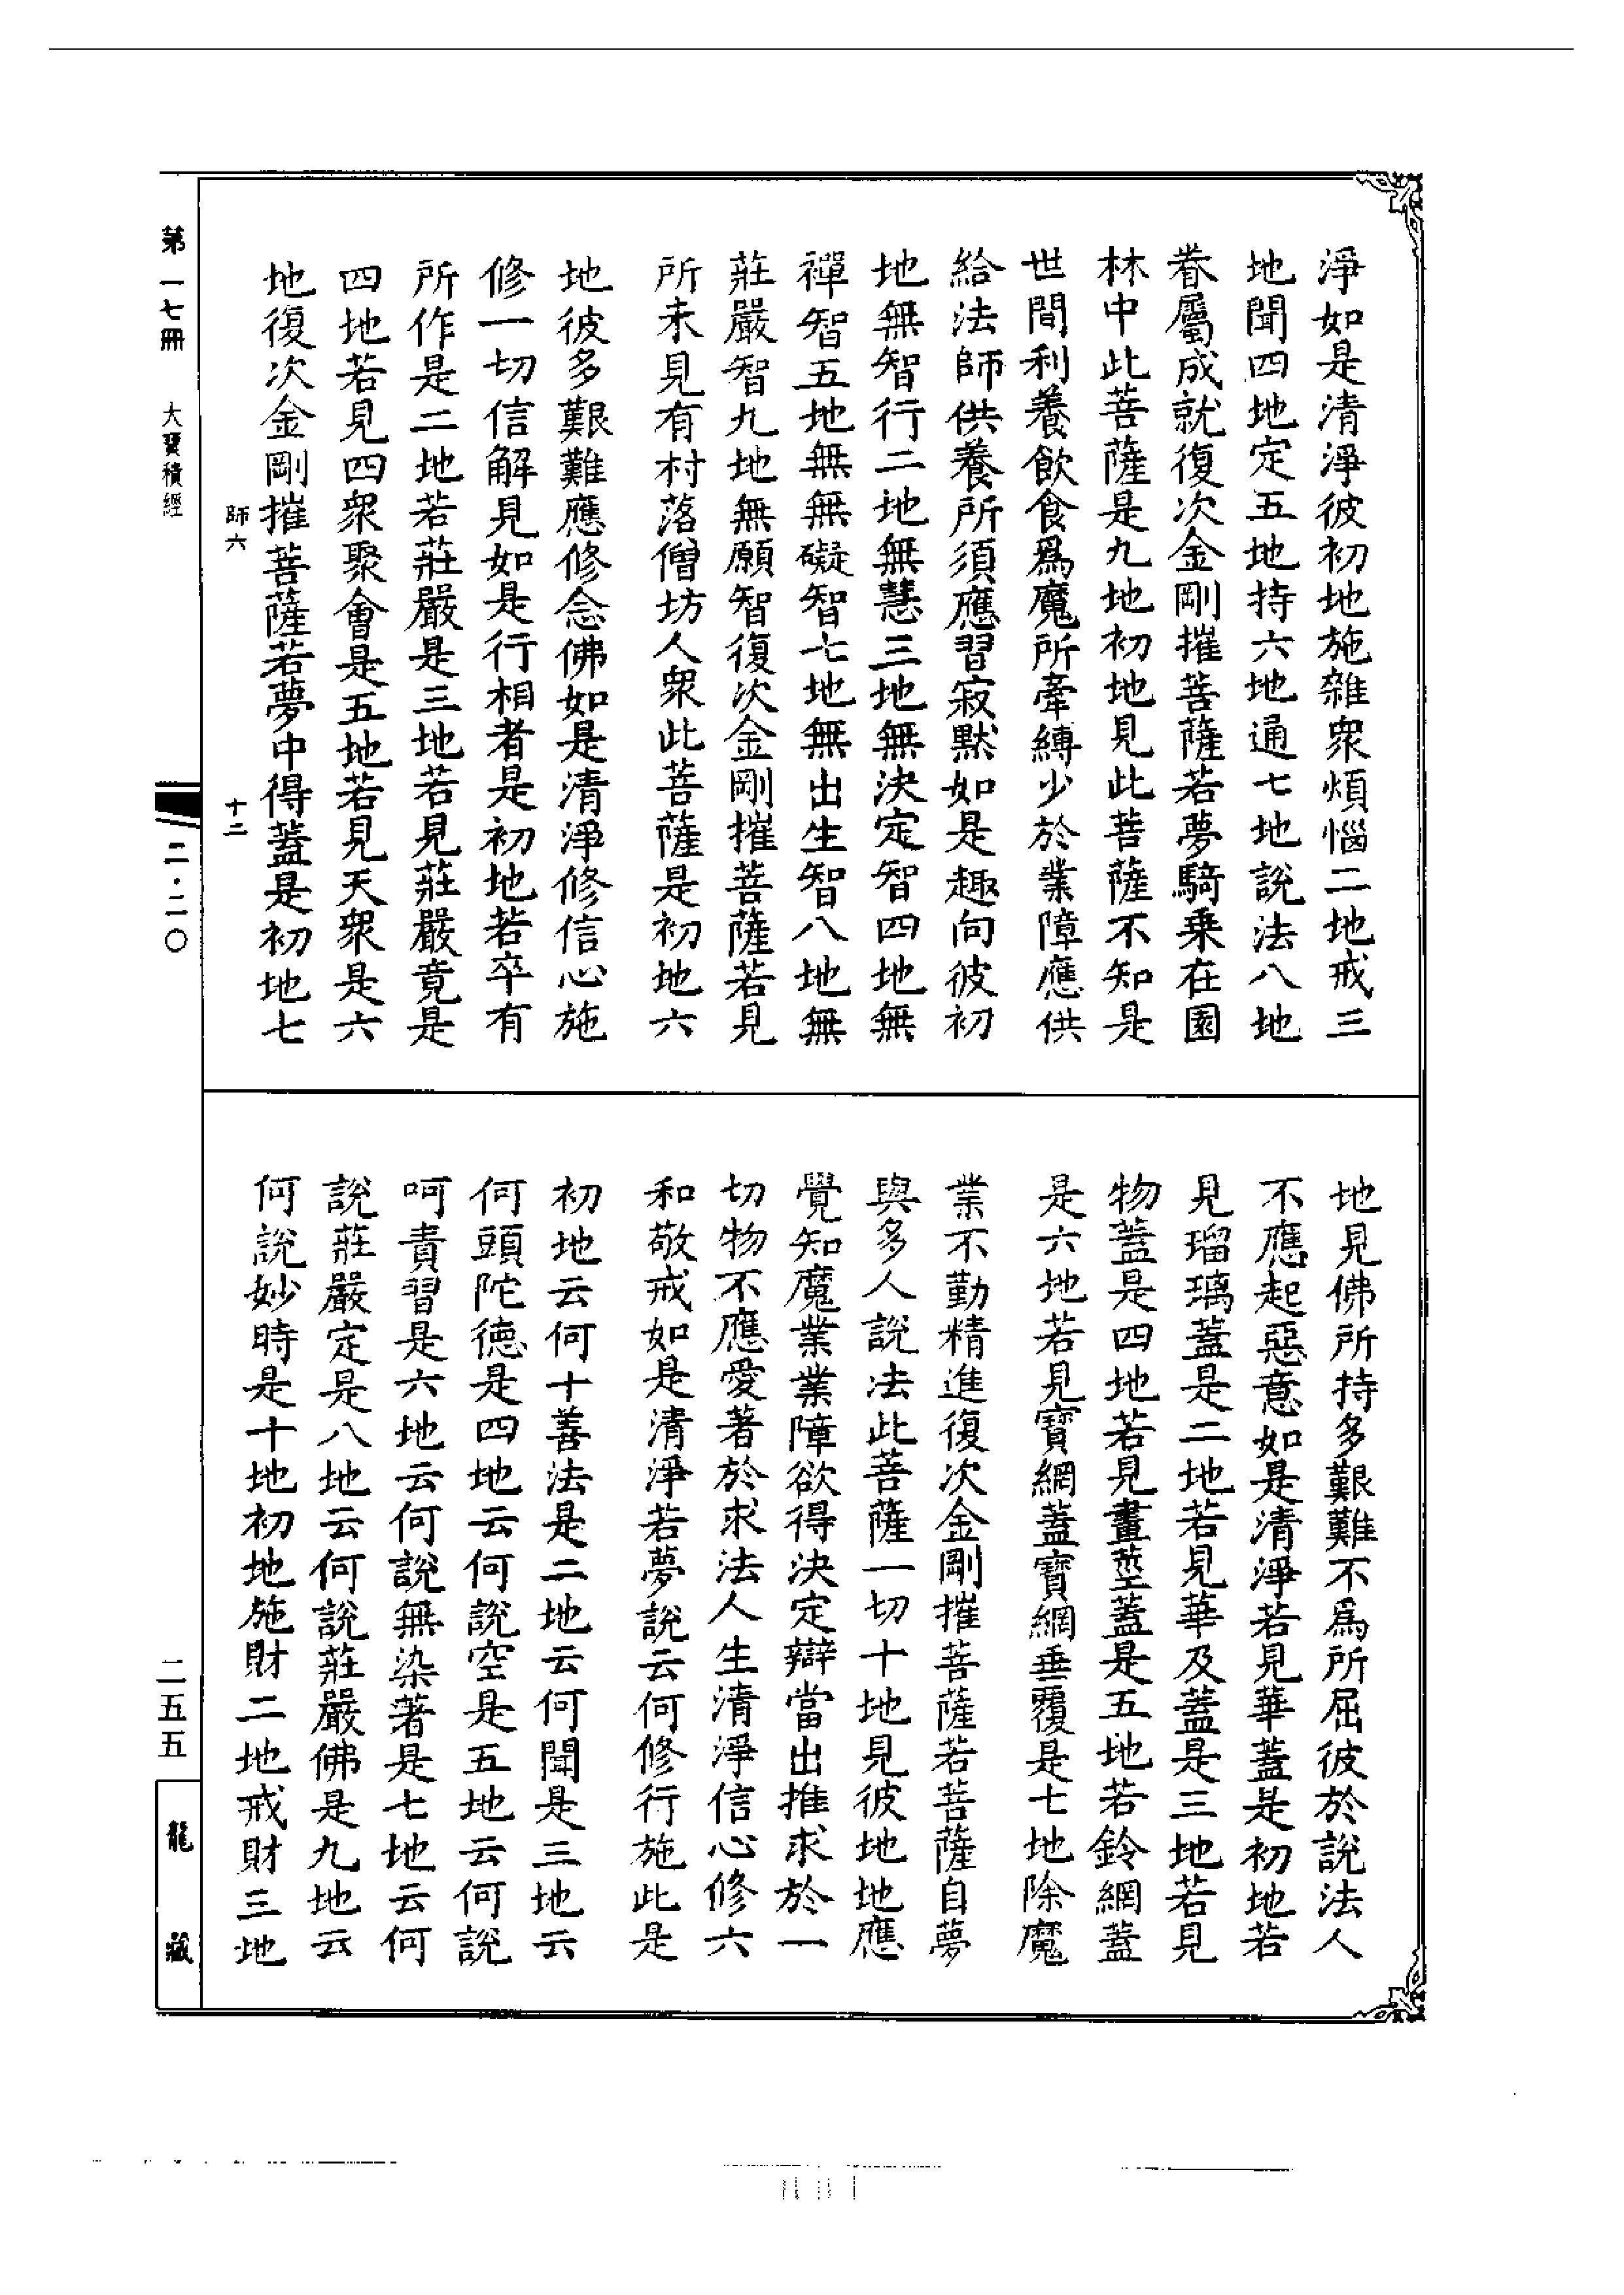 淨如是清淨彼初地施雜衆煩惱二地戒三
地聞四地定五地持六地通七地說法八地
眷屬成就復次金剛摧菩薩若夢騎乗在園
林中此菩薩是九地初地見此菩薩不知是
世間利養飲食爲魔所牽縛少於業障應供
給法師供養所須應習寂默如是趣向彼初
地無智行二地無慧三地無決定智四地無
禪智五地無無礙智七地無出生智八地無
莊嚴智九地無願智復次金剛摧菩薩若見
所未見有村落僧坊人衆此菩薩是初地六
地彼多艱難應修念佛如是清淨修信心施
修一切信解見如是行相者是初地若卒有
所作是二地若莊嚴是三地若見莊嚴竟是
四地若見四衆聚會是五地若見天衆是六
地復次金剛摧菩薩若夢中得蓋是初地七
師六
十二
地見佛所持多艱難不爲所屈彼於說法人
不應起惡意如是清淨若見華蓋是初地若
見瑠璃蓋是二地若見華及蓋是三地若見
物蓋是四地若見畫蓋是五地若鈴網蓋
是六地若見寶網蓋寶網垂覆是七地除魔
業不勤精進復次金剛摧菩薩若菩薩自夢
與多人說法此菩薩一切十地見彼地地應
覺知魔業業障欲得決定辯當出推求於一
切物不應愛著於求法人生清淨信心修六
和敬戒如是清淨若夢說云何修行施此是
初地云何十善法是二地云何聞是三地云
何頭陀德是四地云何說空是五地云何說
呵責習是六地云何說無染著是七地云何
說莊嚴定是八地云何說莊嚴佛是九地云
何說妙時是十地初地施財二地戒財三地
第一七冊 大寶積經
二·二〇
二五五
龍藏